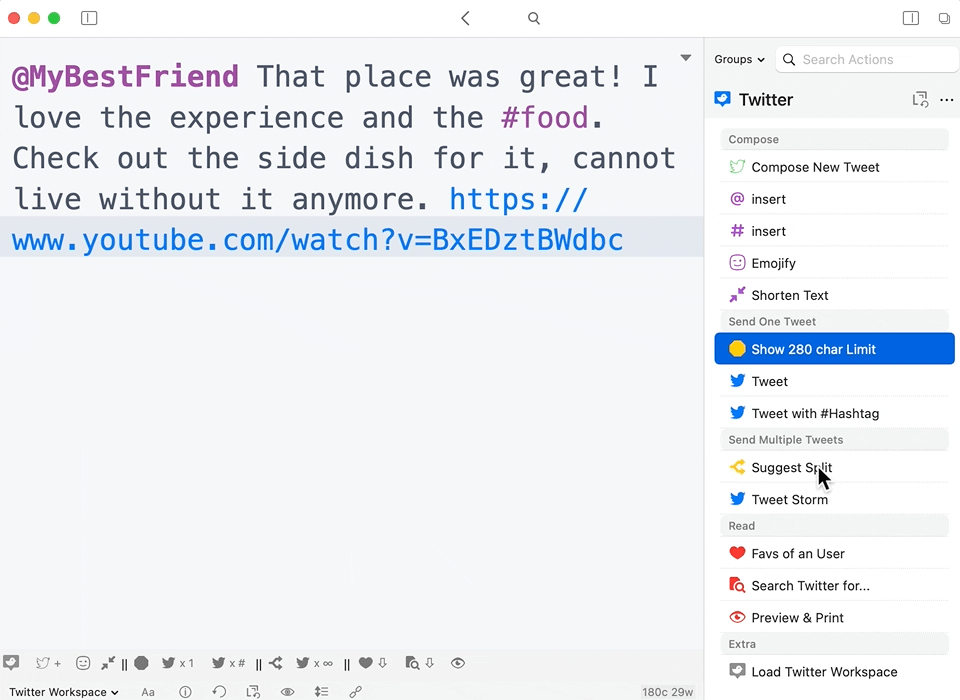 @MyBestFriend That place was great! I
love the experience and the #food.
Check out the side dish for it, cannot
live without it anymore. https://
www.youtube.com/watch?v=BxEDztBWdbc
Groups
Search Actions
Twitter
Compose
Compose New Tweet
@ insert
# insert
Emojify
Shorten Text
Send One Tweet
Show 280 char Limit
Tweet
Tweet with #Hashtag
Send Multiple Tweets
Suggest Split
Tweet Storm
Read
Favs of an User
Search Twitter for...
Preview & Print
Extra
Load Twitter Workspace
+ || x 1 x # || x ∞ ||
Twitter Workspace Aa 180c 29w